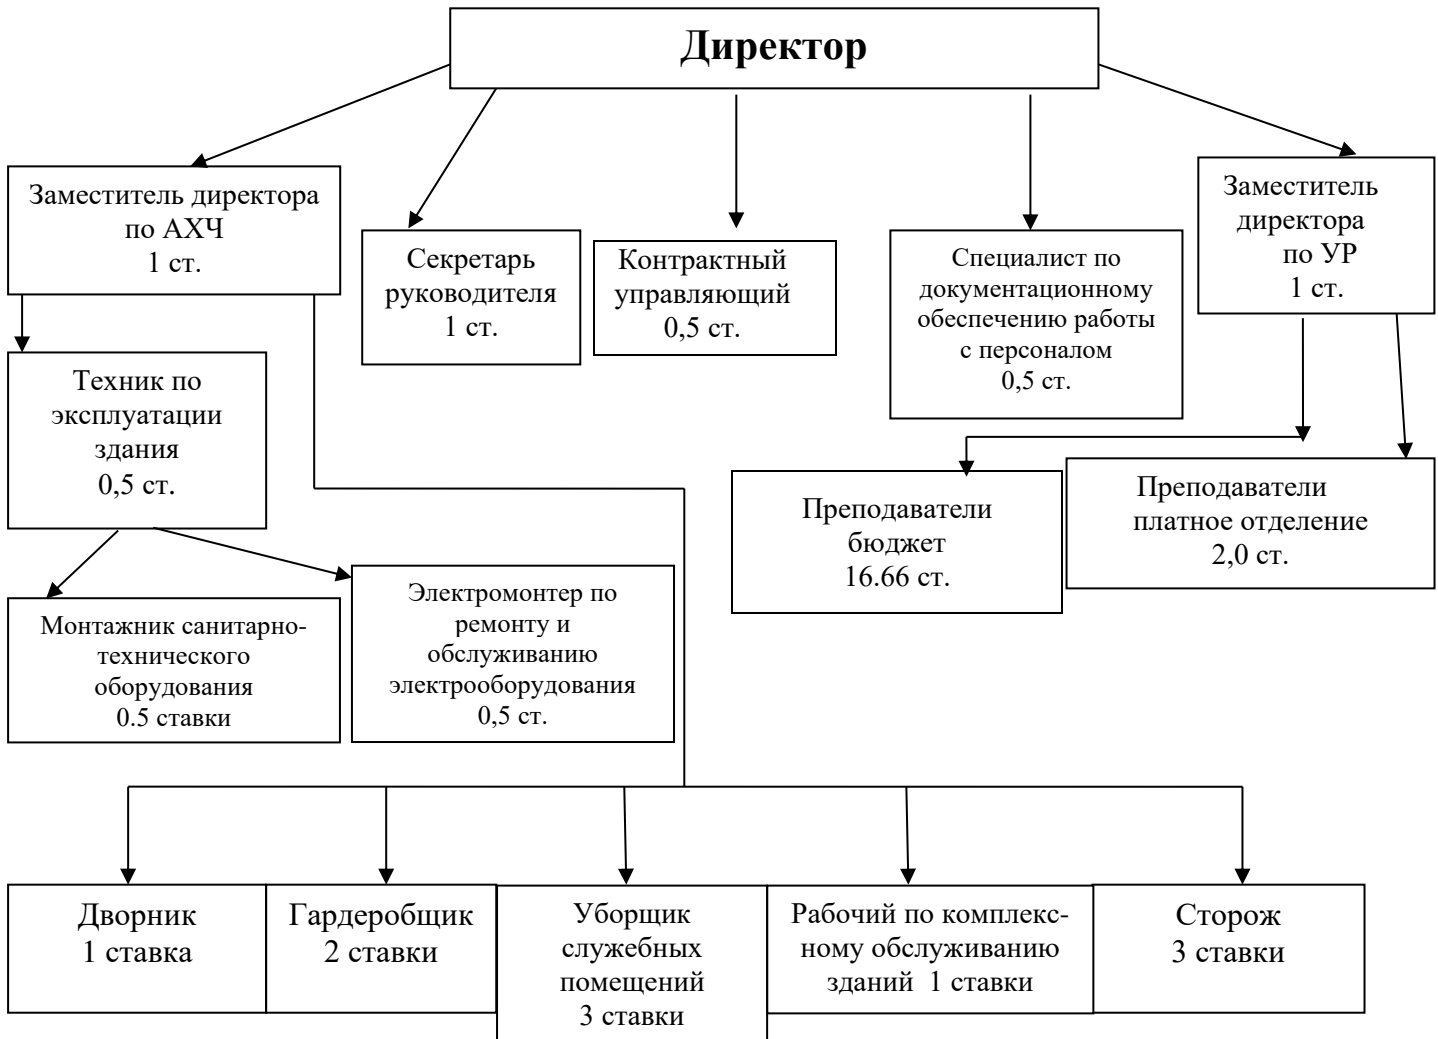 Директор
Заместитель директора
по АХЧ
1 ст.
Секретарь
руководителя
1 ст.
Контрактный
управляющий
0,5 ст.
Специалист по
документационному
обеспечению работы
с персоналом
0,5 ст.
Заместитель
директора
по УР
1 ст.
Техник по
эксплуатации
здания
0,5 ст.
Преподаватели
бюджет
16.66 ст.
Преподаватели
платное отделение
2,0 ст.
Монтажник санитарно-
технического
оборудования
0.5 ставки
Электромонтер по
ремонту и
обслуживанию
электрооборудования
0,5 ст.
Дворник
1 ставка
Гардеробщик
2 ставки
Уборщик
служебных
помещений
3 ставки
Рабочий по комплекс-
ному обслуживанию
зданий 1 ставки
Сторож
3 ставки